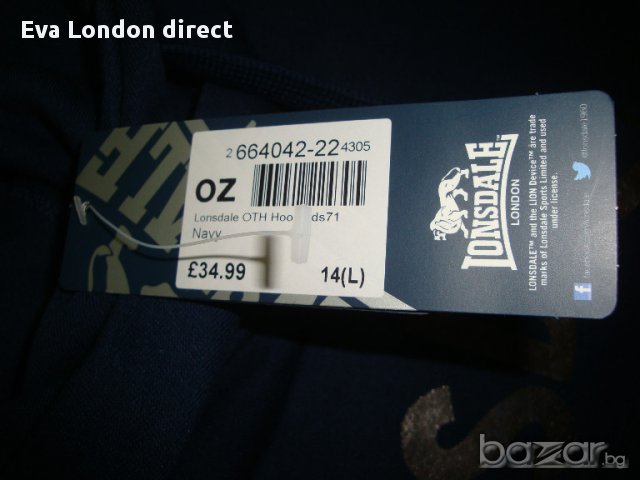 Eva London direct
2 664042-22 4305
OZ
Lonsdale OTH Hoo ds71
Navy
£34.99 14(L)
LONSDALE
LONDON
LONSDALE™ and the LION Device™ are trade
marks of Lonsdale Sports Limited and used
under license.
@lonsdale1960
bazar.bg